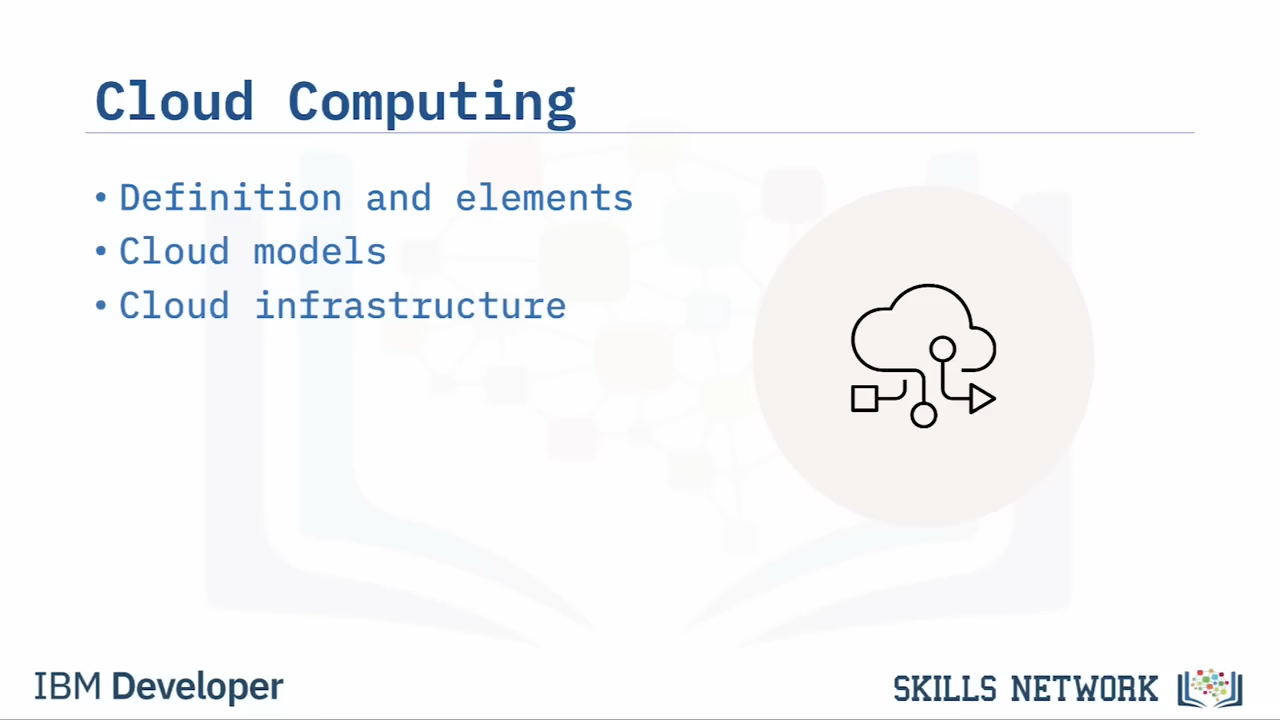 Cloud Computing
• Definition and elements
• Cloud models
• Cloud infrastructure
IBM Developer
SKILLS NETWORK